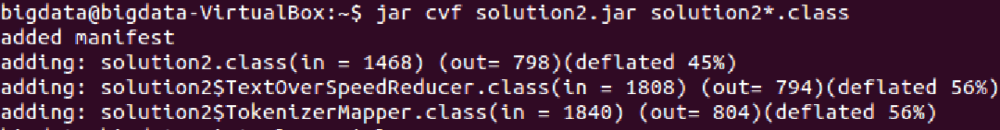 bigdata@bigdata-VirtualBox:~$ jar cvf solution2.jar solution2*.class
added manifest
adding: solution2.class(in = 1468) (out= 798)(deflated 45%)
adding: solution2$TextOverSpeedReducer.class(in = 1808) (out= 794)(deflated 56%)
adding: solution2$TokenizerMapper.class(in = 1840) (out= 804)(deflated 56%)